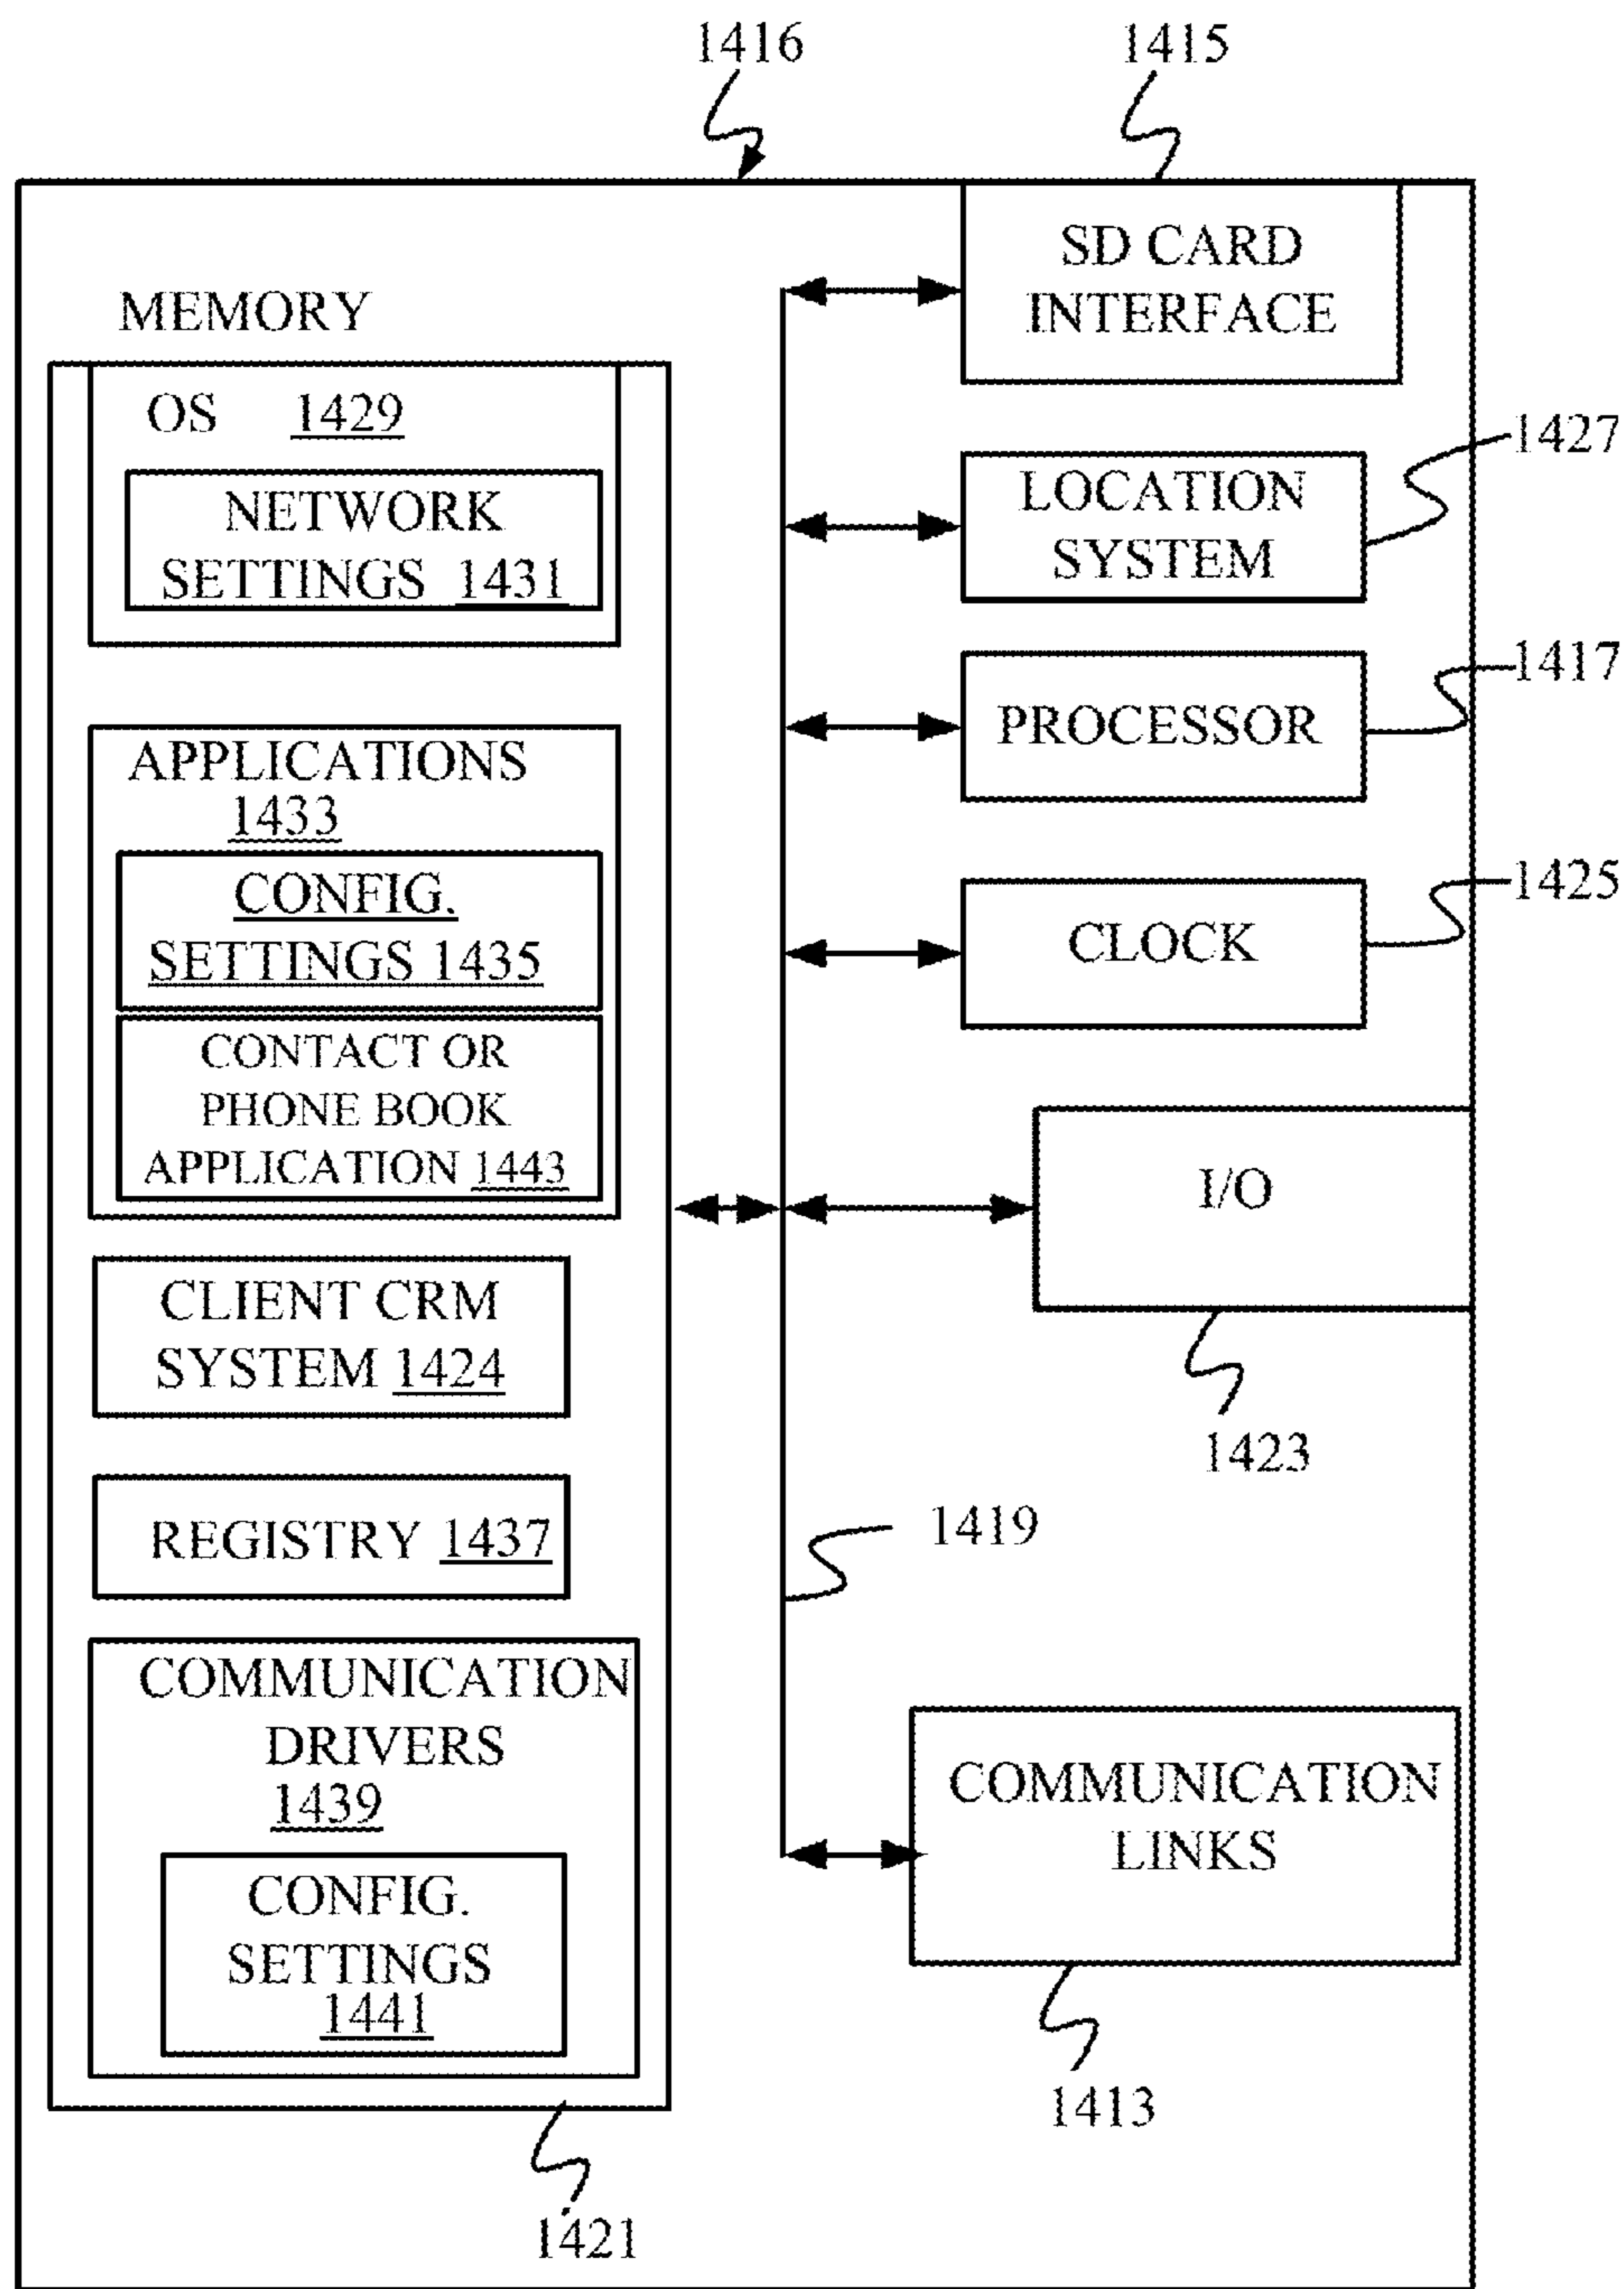 1416
1415
SD CARD
INTERFACE
MEMORY
OS 1429
NETWORK
SETTINGS 1431
APPLICATIONS
1433
CONFIG.
SETTINGS 1435
CONTACT OR
PHONE BOOK
APPLICATION 1443
CLIENT CRM
SYSTEM 1424
REGISTRY 1437
COMMUNICATION
DRIVERS
1439
CONFIG.
SETTINGS
1441
1421
LOCATION
SYSTEM
1427
PROCESSOR
1417
CLOCK
1425
I/O
1423
1419
COMMUNICATION
LINKS
1413